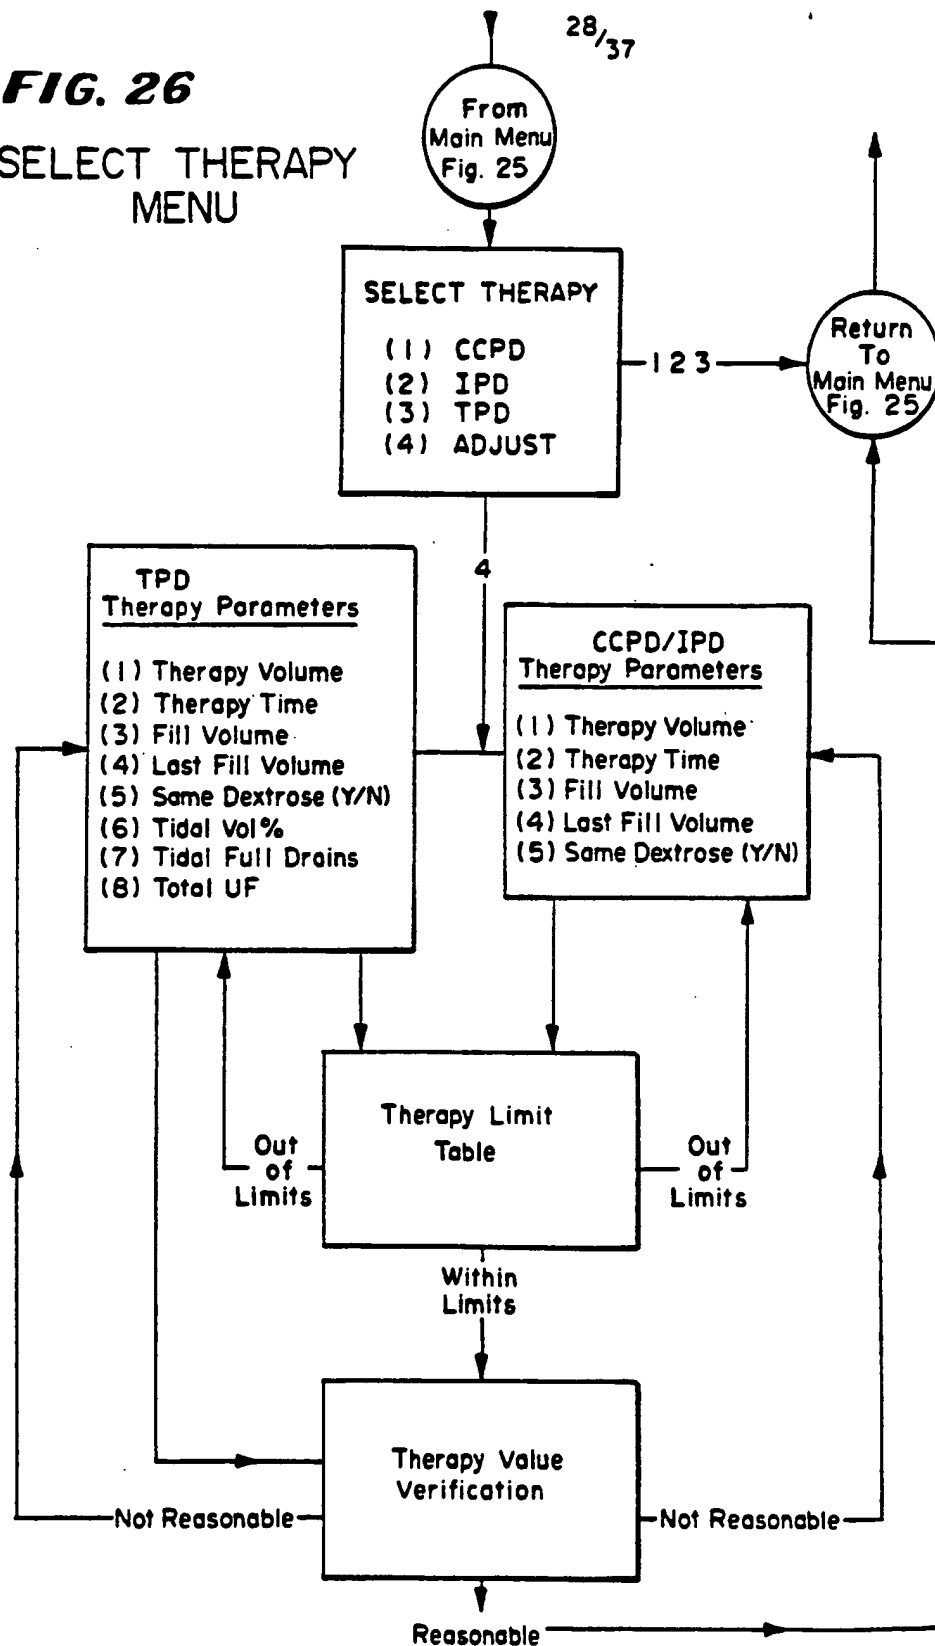 28/37
FIG. 26
SELECT THERAPY
MENU
From
Main Menu
Fig. 25
SELECT THERAPY
(1) CCPD
(2) IPD
(3) TPD
(4) ADJUST
1 2 3
Return
To
Main Menu
Fig. 25
4
TPD
Therapy Parameters
(1) Therapy Volume
(2) Therapy Time
(3) Fill Volume
(4) Last Fill Volume
(5) Same Dextrose (Y/N)
(6) Tidal Vol%
(7) Tidal Full Drains
(8) Total UF
CCPD/IPD
Therapy Parameters
(1) Therapy Volume
(2) Therapy Time
(3) Fill Volume
(4) Last Fill Volume
(5) Same Dextrose (Y/N)
Therapy Limit
Table
Out
of
Limits
Out
of
Limits
Within
Limits
Therapy Value
Verification
Not Reasonable
Not Reasonable
Reasonable